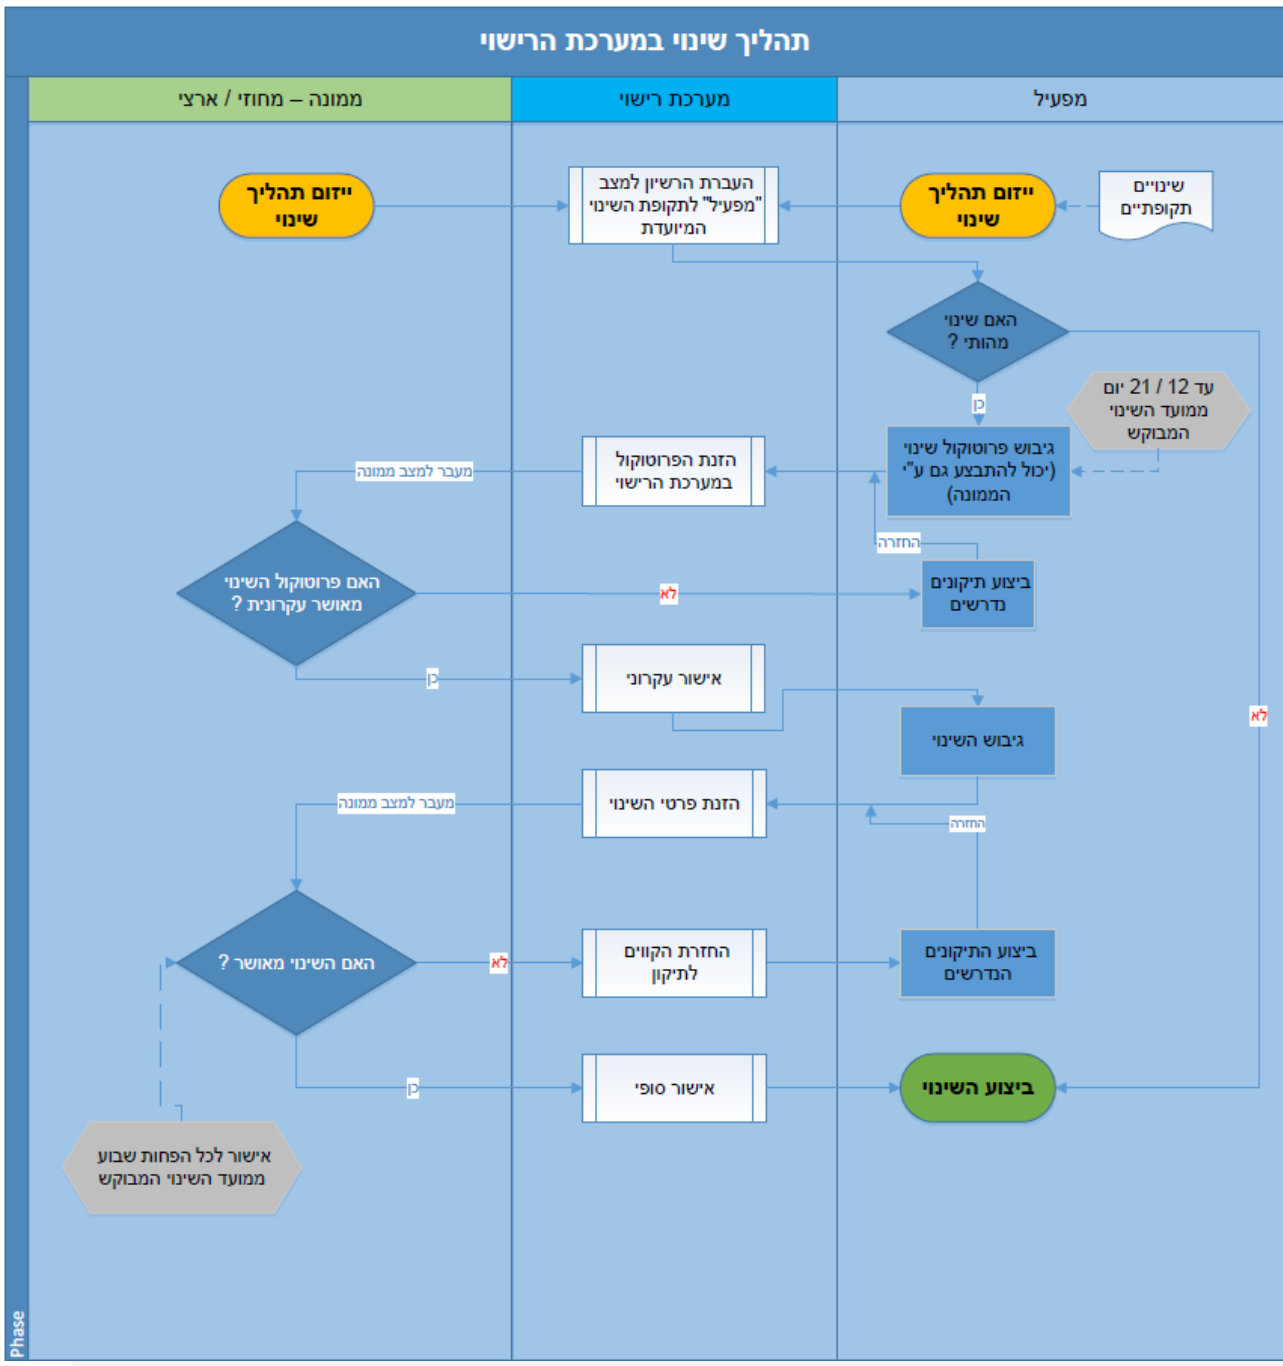 תהליך שינוי במערכת הרישוי
מפעיל
מערכת רישוי
ממונה – מחוזי / ארצי
שינויים
תקופתיים
ייזום תהליך
שינוי
העברת הרשיון למצב
"מפעיל" לתקופת השינוי
המיועדת
ייזום תהליך
שינוי
האם שינוי
מהותי ?
עד 12 / 21 יום
ממועד השינוי
המבוקש
כן
גיבוש פרוטוקול שינוי
(יכול להתבצע גם ע"י
הממונה)
הזנת הפרוטוקול
במערכת הרישוי
מעבר למצב ממונה
החזרה
ביצוע תיקונים
נדרשים
לא
האם פרוטוקול השינוי
מאושר עקרונית ?
כן
אישור עקרוני
גיבוש השינוי
לא
הזנת פרטי השינוי
מעבר למצב ממונה
החזרה
ביצוע התיקונים
הנדרשים
החזרת הקווים
לתיקון
לא
האם השינוי מאושר ?
ביצוע השינוי
אישור סופי
כן
אישור לכל הפחות שבוע
ממועד השינוי המבוקש
Phase